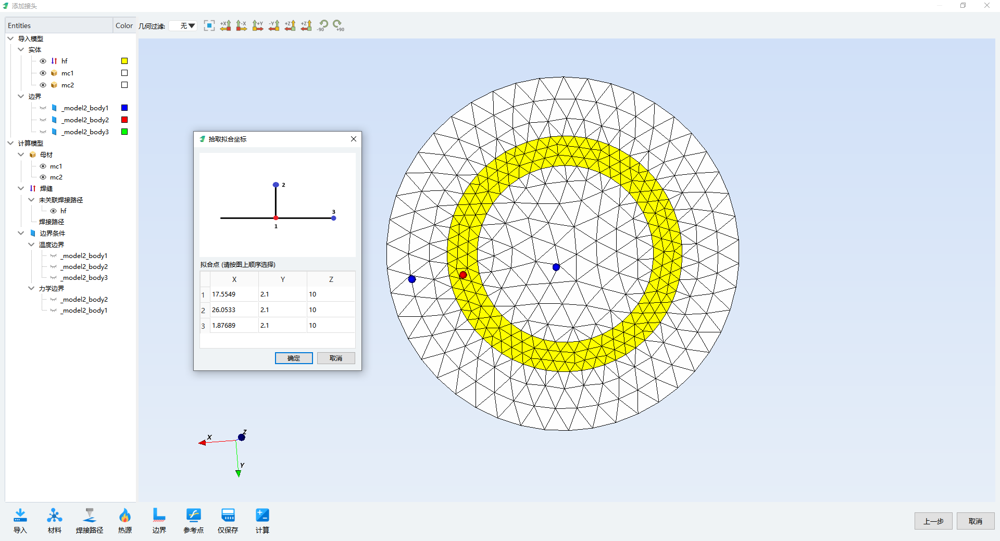 添加接头
Entities
Color
几何过滤:
无
+X
-X
+Y
-Y
+Z
+Z
-90
+90
导入模型
实体
hf
mc1
mc2
边界
_model2_body1
_model2_body2
_model2_body3
计算模型
母材
mc1
mc2
焊缝
未关联焊接路径
hf
焊接路径
边界条件
温度边界
_model2_body1
_model2_body2
_model2_body3
力学边界
_model2_body2
_model2_body1
拾取拟合坐标
2
3
1
拟合点 (请按图上顺序选择)
X Y Z
1 17.5549 2.1 10
2 26.0533 2.1 10
3 1.87689 2.1 10
确定
取消
X
Z
Y
导入
材料
焊接路径
热源
边界
参考点
仅保存
计算
上一步
取消